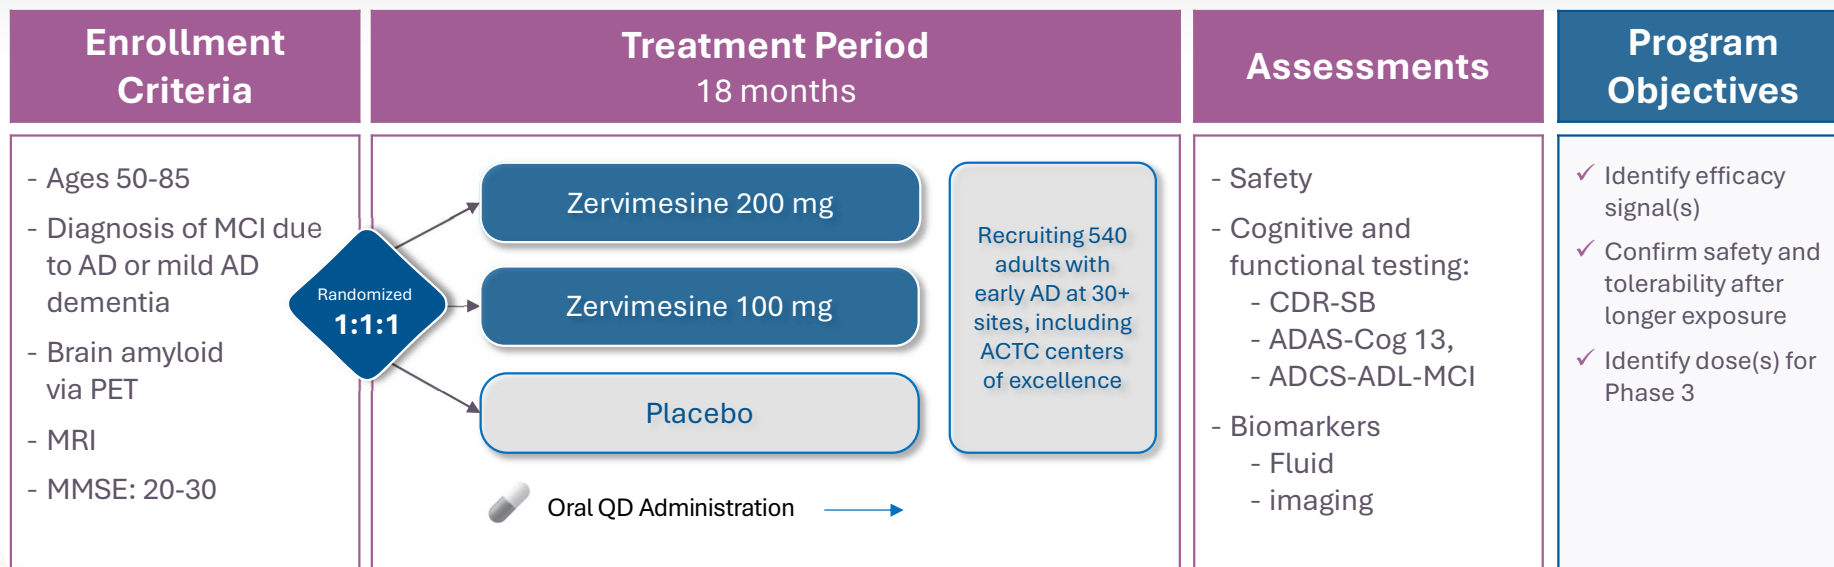 Enrollment
Criteria
- Ages 50-85
- Diagnosis of MCI due
to AD or mild AD
dementia
- Brain amyloid
via PET
- MRI
- MMSE: 20-30
Treatment Period
18 months
Randomized
1:1:1
Zervimesine 200 mg
Zervimesine 100 mg
Placebo
Oral QD Administration
Recruiting 540
adults with
early AD at 30+
sites, including
ACTC centers
of excellence
Assessments
- Safety
- Cognitive and
functional testing:
- CDR-SB
- ADAS-Cog 13,
- ADCS-ADL-MCI
- Biomarkers
- Fluid
- imaging
Program
Objectives
✓ Identify efficacy
signal(s)
✓ Confirm safety and
tolerability after
longer exposure
✓ Identify dose(s) for
Phase 3